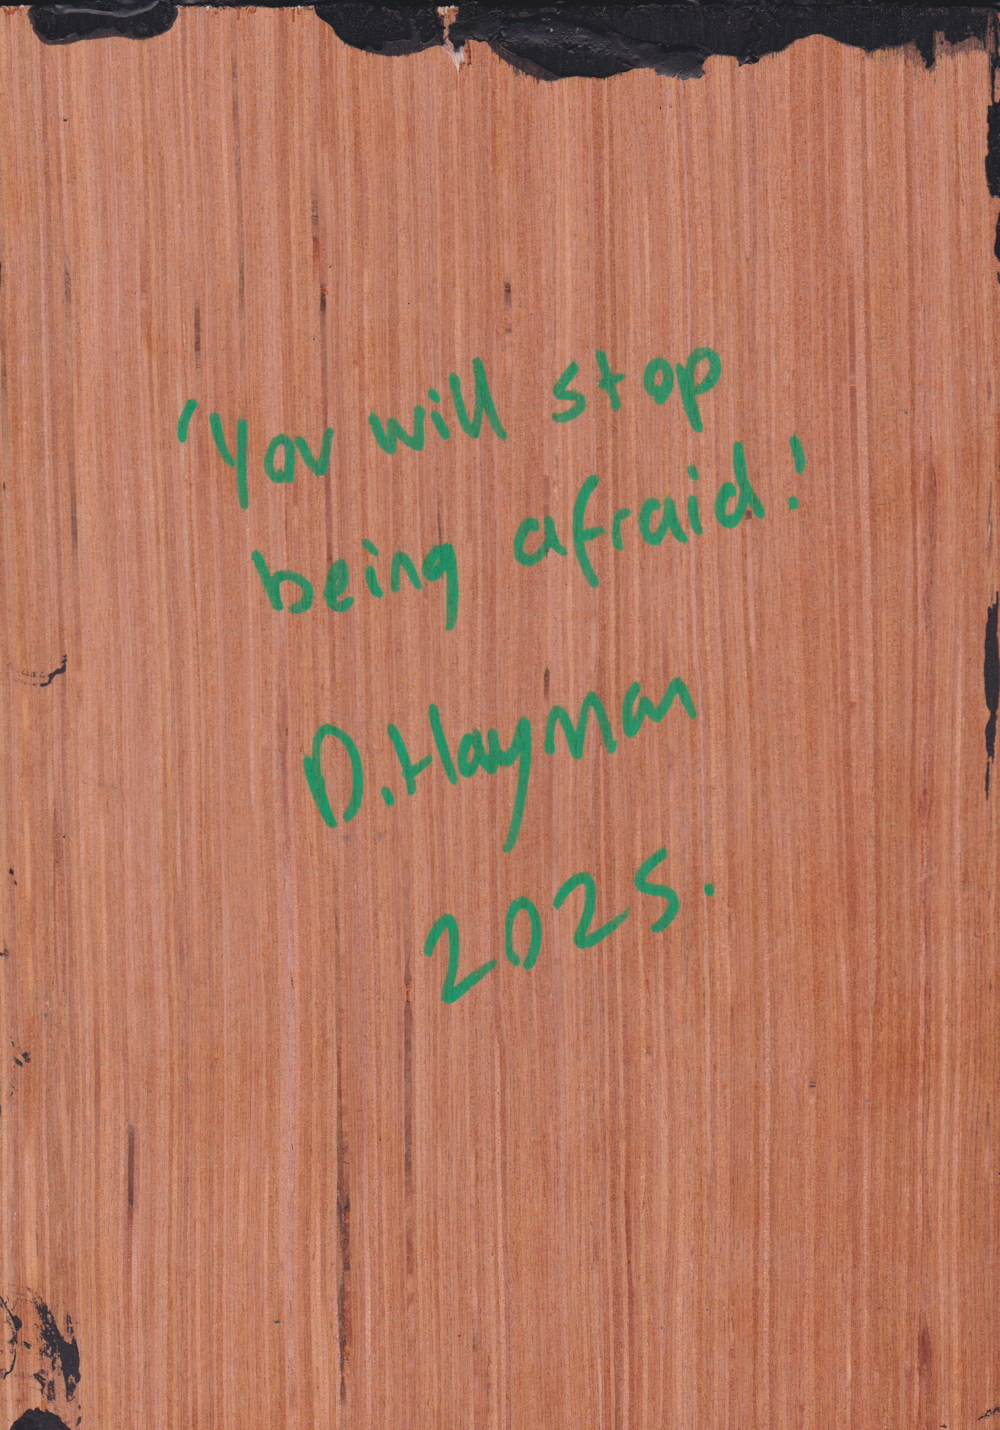 'You will stop
being afraid.'
D. Hayman
2025.